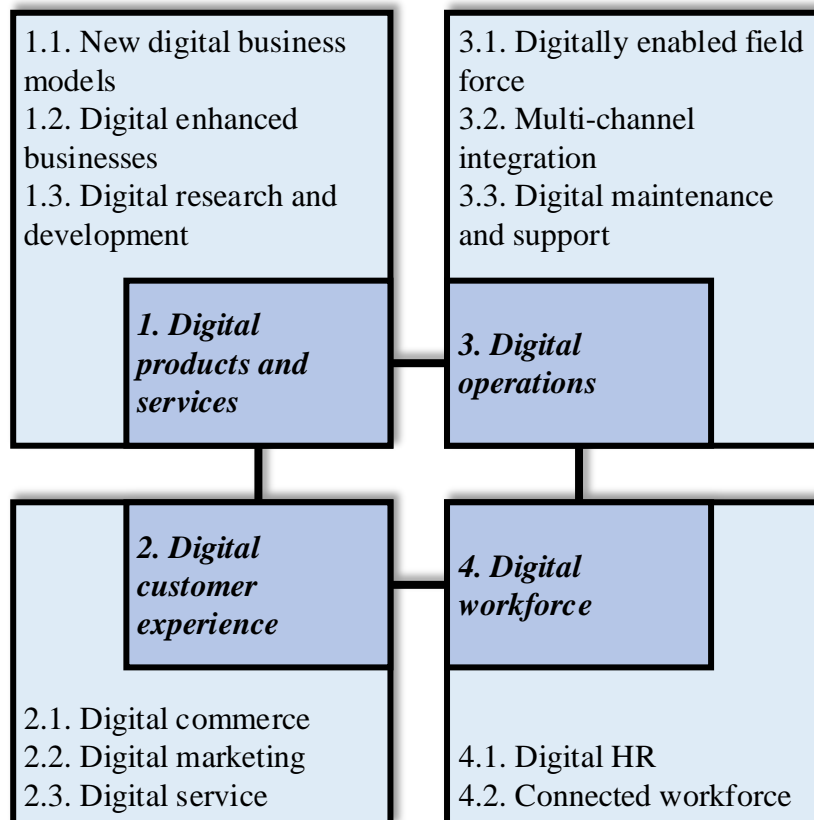 1.1. New digital business
models
1.2. Digital enhanced
businesses
1.3. Digital research and
development
1. Digital
products and
services
3.1. Digitally enabled field
force
3.2. Multi-channel
integration
3.3. Digital maintenance
and support
3. Digital
operations
2. Digital
customer
experience
2.1. Digital commerce
2.2. Digital marketing
2.3. Digital service
4. Digital
workforce
4.1. Digital HR
4.2. Connected workforce